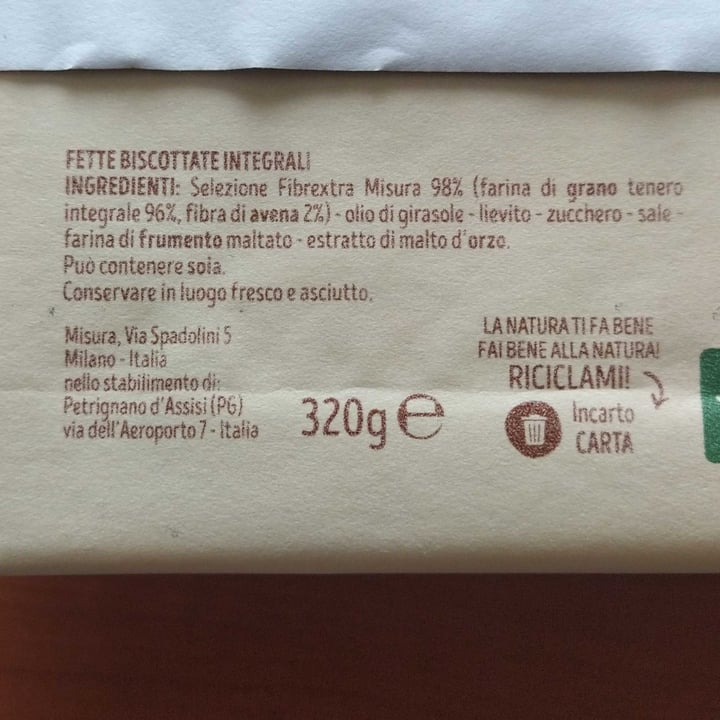 FETTE BISCOTTATE INTEGRALI
INGREDIENTI: Selezione Fibrextra Misura 98% (farina di grano tenero
integrale 96%, fibra di avena 2%) - olio di girasole - lievito - zucchero - sale -
farina di frumento maltato - estratto di malto d'orzo.
Può contenere soia.
Conservare in luogo fresco e asciutto.
Misura, Via Spadolini 5
Milano - Italia
nello stabilimento di:
Petrignano d'Assisi (PG)
via dell'Aeroporto 7 - Italia
320g ℮
LA NATURA TI FA BENE
FAI BENE ALLA NATURA!
RICICLAMI!
Incarto
CARTA